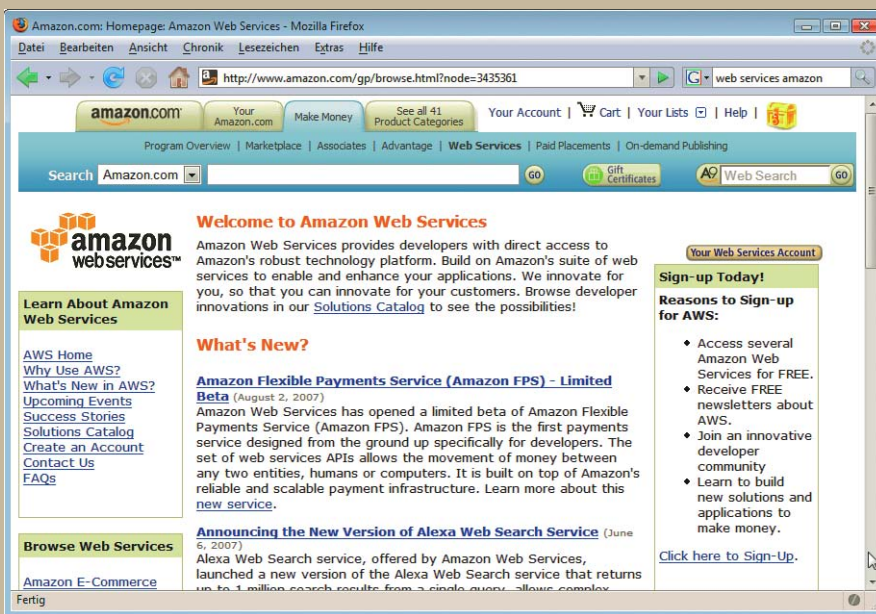 Amazon.com: Homepage: Amazon Web Services - Mozilla Firefox
Datei Bearbeiten Ansicht Chronik Lesezeichen Extras Hilfe
http://www.amazon.com/gp/browse.html?node=3435361
web services amazon
amazon.com
Your Amazon.com
Make Money
See all 41 Product Categories
Your Account | Cart | Your Lists | Help |
Program Overview | Marketplace | Associates | Advantage | Web Services | Paid Placements | On-demand Publishing
Search Amazon.com GO
Gift Certificates
A9 Web Search GO
amazon
webservices™
Learn About Amazon
Web Services
AWS Home
Why Use AWS?
What's New in AWS?
Upcoming Events
Success Stories
Solutions Catalog
Create an Account
Contact Us
FAQs
Browse Web Services
Amazon E-Commerce
Welcome to Amazon Web Services
Amazon Web Services provides developers with direct access to
Amazon's robust technology platform. Build on Amazon's suite of web
services to enable and enhance your applications. We innovate for
you, so that you can innovate for your customers. Browse developer
innovations in our Solutions Catalog to see the possibilities!
What's New?
Amazon Flexible Payments Service (Amazon FPS) - Limited
Beta (August 2, 2007)
Amazon Web Services has opened a limited beta of Amazon Flexible
Payments Service (Amazon FPS). Amazon FPS is the first payments
service designed from the ground up specifically for developers. The
set of web services APIs allows the movement of money between
any two entities, humans or computers. It is built on top of Amazon's
reliable and scalable payment infrastructure. Learn more about this
new service.
Announcing the New Version of Alexa Web Search Service (June
6, 2007)
Alexa Web Search service, offered by Amazon Web Services,
launched a new version of the Alexa Web Search service that returns
up to 1 million search results from a single query, allows complex
Your Web Services Account
Sign-up Today!
Reasons to Sign-up
for AWS:
• Access several
Amazon Web
Services for FREE.
• Receive FREE
newsletters about
AWS.
• Join an innovative
developer
community
• Learn to build
new solutions and
applications to
make money.
Click here to Sign-Up.
Fertig